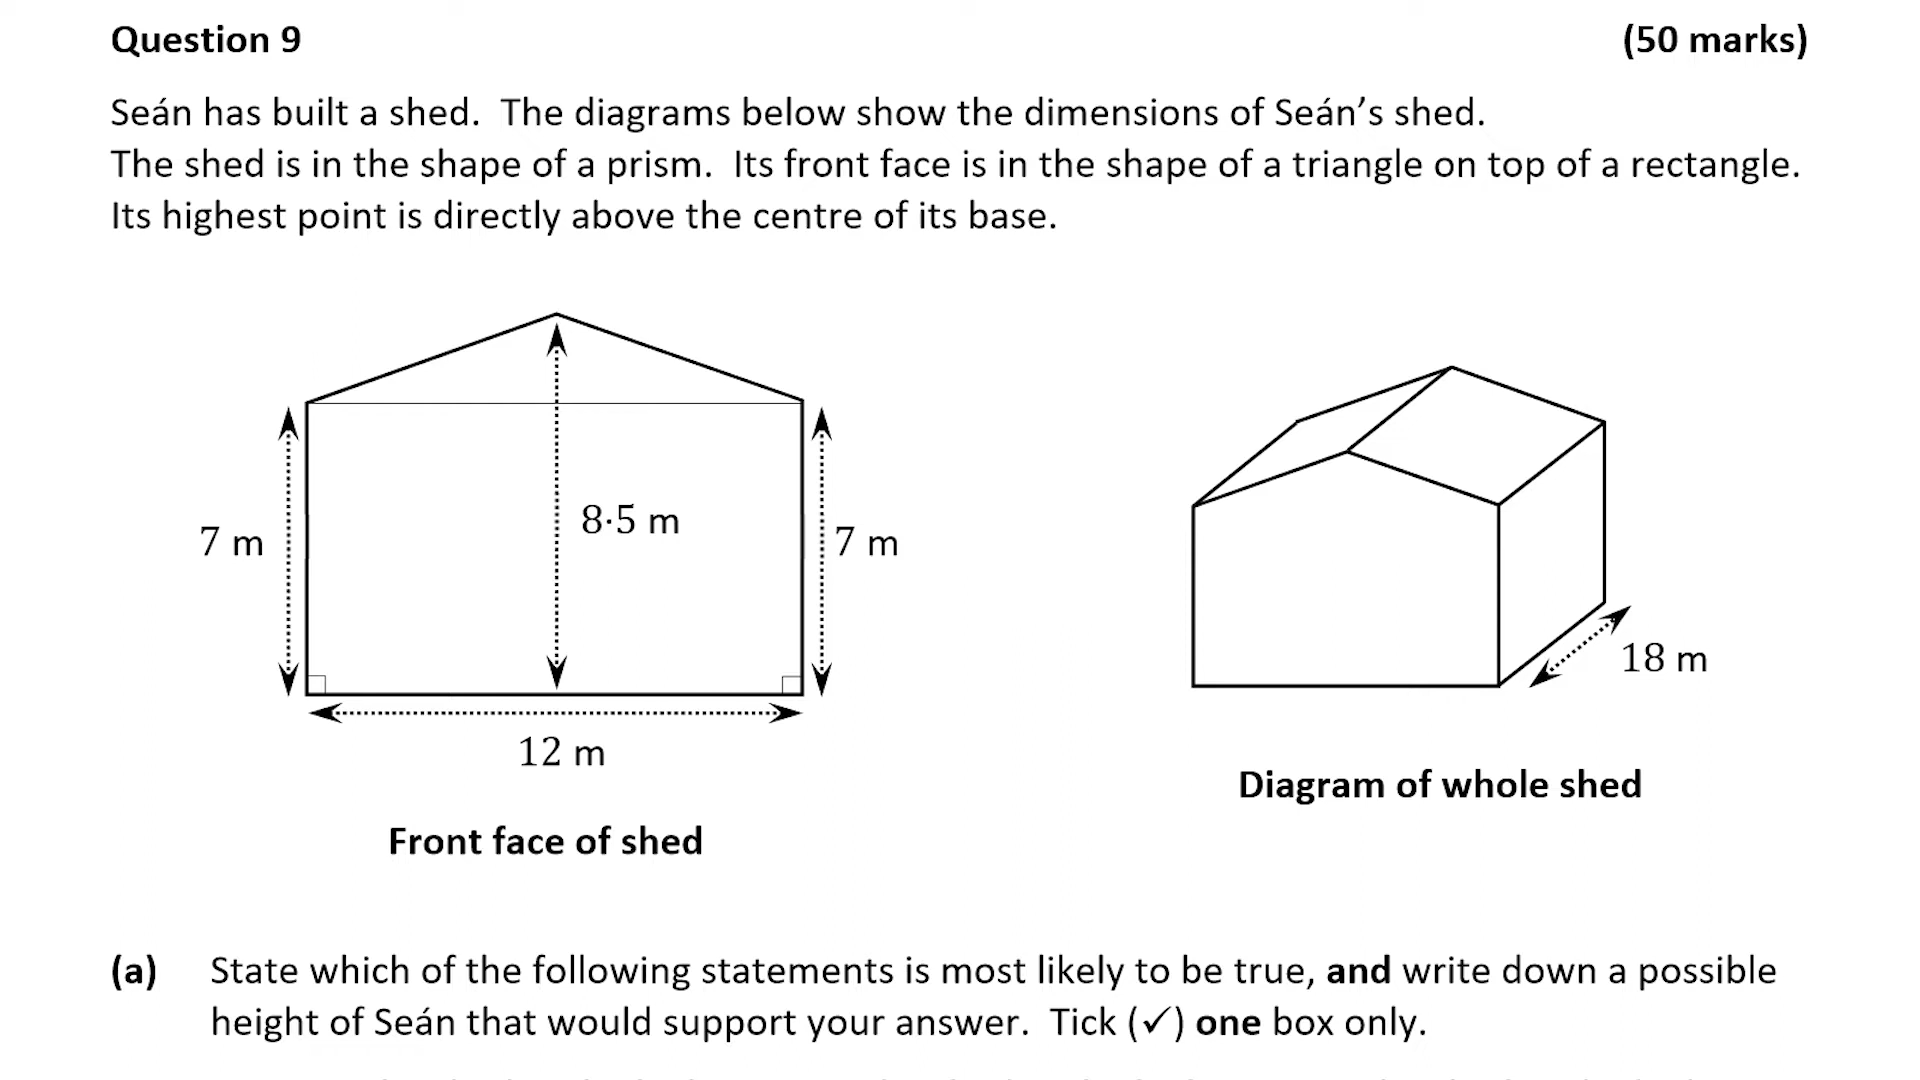 Question 9 (50 marks)
Seán has built a shed. The diagrams below show the dimensions of Seán’s shed.
The shed is in the shape of a prism. Its front face is in the shape of a triangle on top of a rectangle.
Its highest point is directly above the centre of its base.
8·5 m
7 m
7 m
12 m
Front face of shed
18 m
Diagram of whole shed
(a) State which of the following statements is most likely to be true, and write down a possible
height of Seán that would support your answer. Tick (✓) one box only.